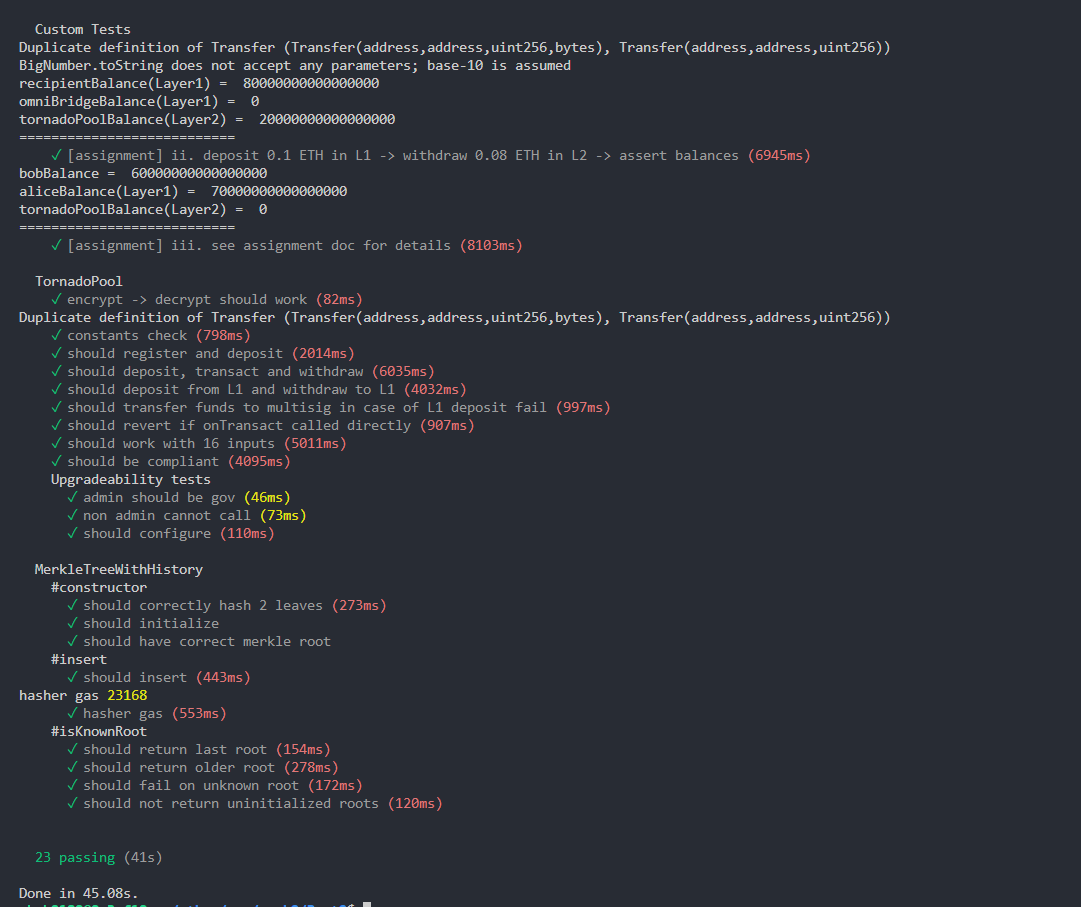 Custom Tests
Duplicate definition of Transfer (Transfer(address,address,uint256,bytes), Transfer(address,address,uint256))
BigNumber.toString does not accept any parameters; base-10 is assumed
recipientBalance(Layer1) =  80000000000000000
omniBridgeBalance(Layer1) =  0
tornadoPoolBalance(Layer2) =  20000000000000000
===========================
✓ [assignment] ii. deposit 0.1 ETH in L1 -> withdraw 0.08 ETH in L2 -> assert balances (6945ms)
bobBalance =  60000000000000000
aliceBalance(Layer1) =  70000000000000000
tornadoPoolBalance(Layer2) =  0
===========================
✓ [assignment] iii. see assignment doc for details (8103ms)
TornadoPool
✓ encrypt -> decrypt should work (82ms)
Duplicate definition of Transfer (Transfer(address,address,uint256,bytes), Transfer(address,address,uint256))
✓ constants check (798ms)
✓ should register and deposit (2014ms)
✓ should deposit, transact and withdraw (6035ms)
✓ should deposit from L1 and withdraw to L1 (4032ms)
✓ should transfer funds to multisig in case of L1 deposit fail (997ms)
✓ should revert if onTransact called directly (907ms)
✓ should work with 16 inputs (5011ms)
✓ should be compliant (4095ms)
Upgradeability tests
✓ admin should be gov (46ms)
✓ non admin cannot call (73ms)
✓ should configure (110ms)
MerkleTreeWithHistory
#constructor
✓ should correctly hash 2 leaves (273ms)
✓ should initialize
✓ should have correct merkle root
#insert
✓ should insert (443ms)
hasher gas 23168
✓ hasher gas (553ms)
#isKnownRoot
✓ should return last root (154ms)
✓ should return older root (278ms)
✓ should fail on unknown root (172ms)
✓ should not return uninitialized roots (120ms)
23 passing (41s)
Done in 45.08s.